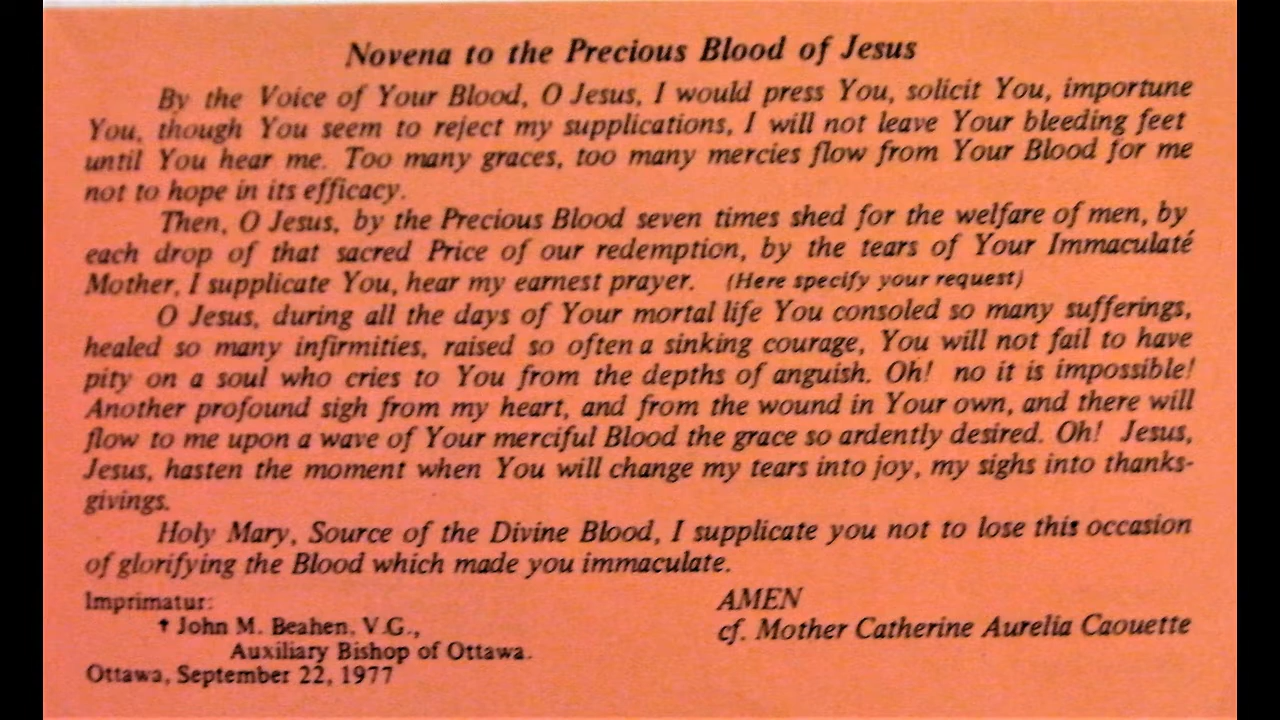 Novena to the Precious Blood of Jesus
By the Voice of Your Blood, O Jesus, I would press You, solicit You, importune
You, though You seem to reject my supplications, I will not leave Your bleeding feet
until You hear me. Too many graces, too many mercies flow from Your Blood for me
not to hope in its efficacy.
Then, O Jesus, by the Precious Blood seven times shed for the welfare of men, by
each drop of that sacred Price of our redemption, by the tears of Your Immaculaté
Mother, I supplicate You, hear my earnest prayer. (Here specify your request)
O Jesus, during all the days of Your mortal life You consoled so many sufferings,
healed so many infirmities, raised so often a sinking courage, You will not fail to have
pity on a soul who cries to You from the depths of anguish. Oh! no it is impossible!
Another profound sigh from my heart, and from the wound in Your own, and there will
flow to me upon a wave of Your merciful Blood the grace so ardently desired. Oh! Jesus,
Jesus, hasten the moment when You will change my tears into joy, my sighs into thanks-
givings.
Holy Mary, Source of the Divine Blood, I supplicate you not to lose this occasion
of glorifying the Blood which made you immaculate.
AMEN
cf. Mother Catherine Aurelia Caouette
Imprimatur:
† John M. Beahen, V.G.,
Auxiliary Bishop of Ottawa.
Ottawa, September 22, 1977